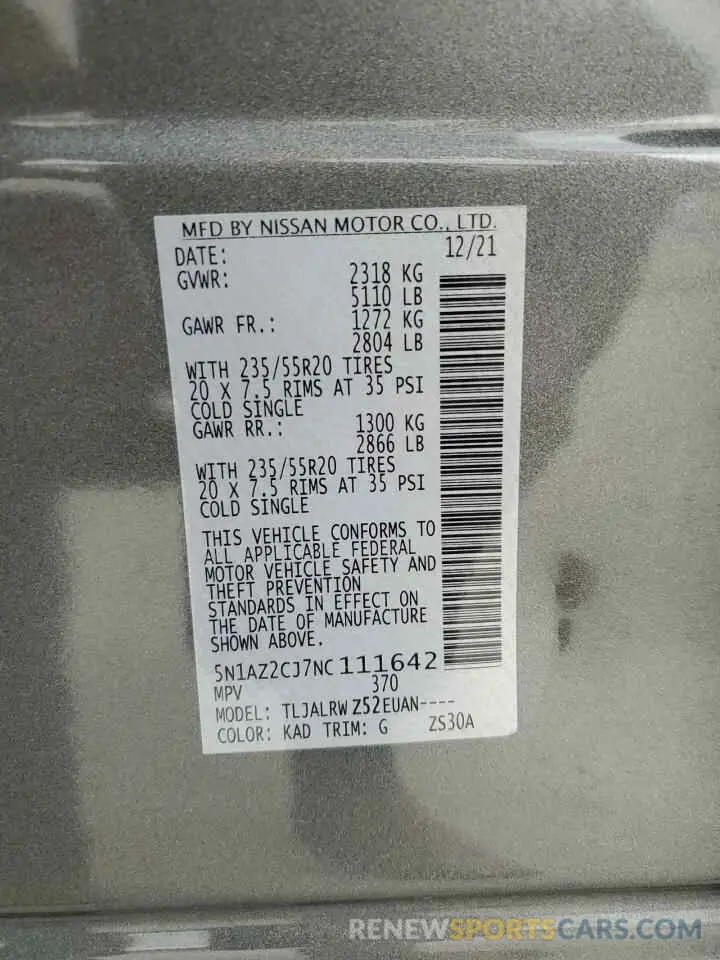 MFD BY NISSAN MOTOR CO., LTD.
DATE: 12/21
GVWR: 2318 KG
5110 LB
GAWR FR.: 1272 KG
2804 LB
WITH 235/55R20 TIRES
20 X 7.5 RIMS AT 35 PSI
COLD SINGLE
GAWR RR.: 1300 KG
2866 LB
WITH 235/55R20 TIRES
20 X 7.5 RIMS AT 35 PSI
COLD SINGLE
THIS VEHICLE CONFORMS TO
ALL APPLICABLE FEDERAL
MOTOR VEHICLE SAFETY AND
THEFT PREVENTION
STANDARDS IN EFFECT ON
THE DATE OF MANUFACTURE
SHOWN ABOVE.
5N1AZ2CJ7NC111642
MPV 370
MODEL: TLJALRW Z52EUAN----
COLOR: KAD TRIM: G ZS30A
RENEWSPORTSCARS.COM